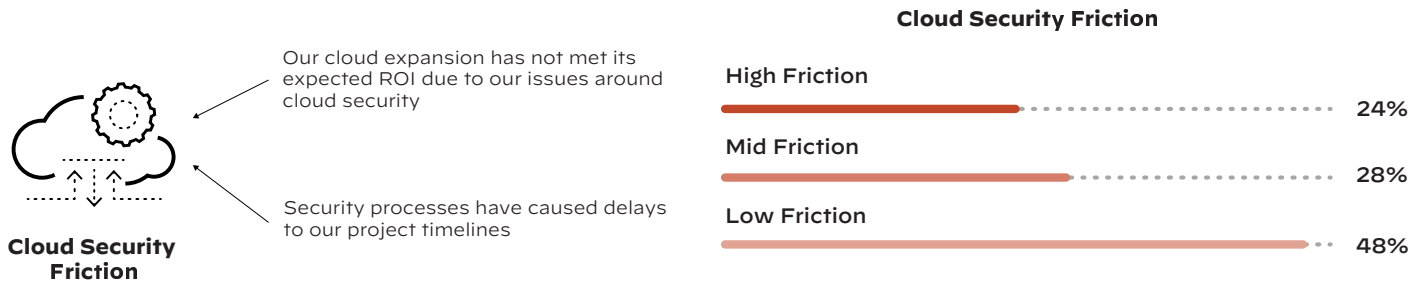 Our cloud expansion has not met its
expected ROI due to our issues around
cloud security
Security processes have caused delays
to our project timelines
Cloud Security
Friction
Cloud Security Friction
High Friction
24%
Mid Friction
28%
Low Friction
48%